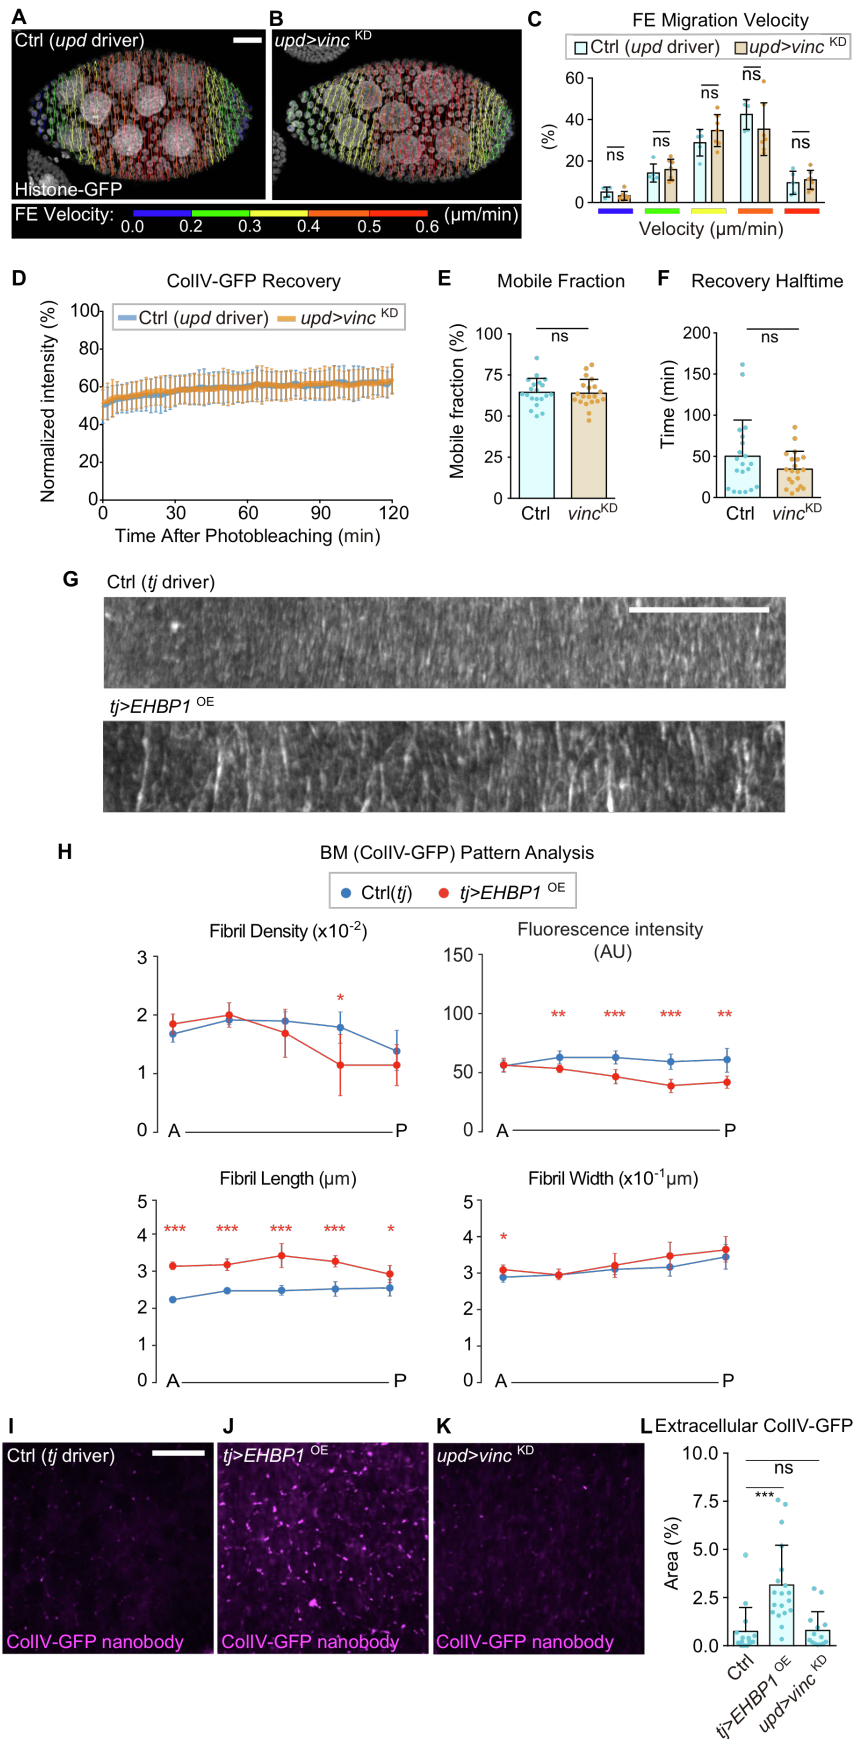 A
B
C
FE Migration Velocity
Ctrl (upd driver)
upd>vinc KD
Ctrl (upd driver)
upd>vinc KD
Histone-GFP
60
40
20
0
(%)
ns
ns
ns
ns
ns
Velocity (μm/min)
FE Velocity:
0.0 0.2 0.3 0.4 0.5 0.6
(μm/min)
D
ColIV-GFP Recovery
Ctrl (upd driver)
upd>vinc KD
Normalized intensity (%)
100
80
60
40
20
0
0 30 60 90 120
Time After Photobleaching (min)
E
Mobile Fraction
Mobile fraction (%)
100
75
50
25
0
ns
Ctrl vincKD
F
Recovery Halftime
Time (min)
200
150
100
50
0
ns
Ctrl vincKD
G
Ctrl (tj driver)
tj>EHBP1 OE
H
BM (ColIV-GFP) Pattern Analysis
Ctrl(tj) tj>EHBP1 OE
Fibril Density (x10-2)
3
2
1
0
*
A P
Fluorescence intensity
(AU)
150
100
50
0
** *** *** **
A P
Fibril Length (μm)
5
4
3
2
1
0
*** *** *** *** *
A P
Fibril Width (x10-1μm)
5
4
3
2
1
0
*
A P
I
Ctrl (tj driver)
ColIV-GFP nanobody
J
tj>EHBP1 OE
ColIV-GFP nanobody
K
upd>vinc KD
ColIV-GFP nanobody
L
Extracellular ColIV-GFP
Area (%)
10.0
7.5
5.0
2.5
0.0
ns
***
Ctrl
tj>EHBP1 OE
upd>vinc KD